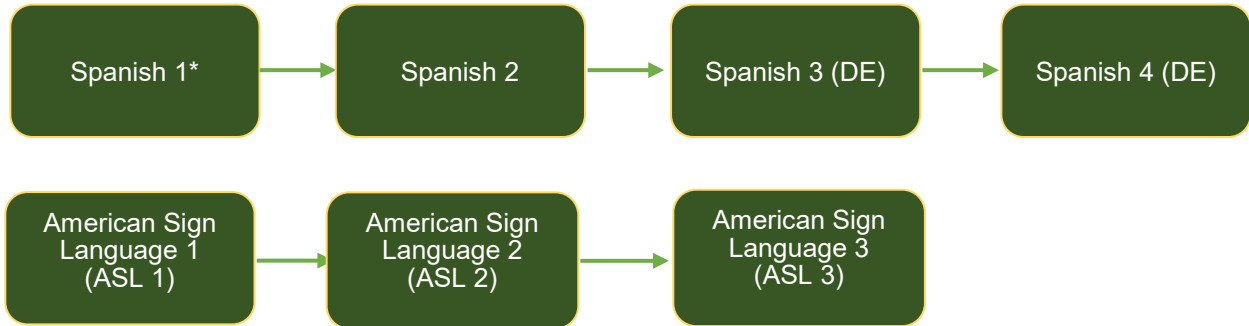 Spanish 1*
Spanish 2
Spanish 3 (DE)
Spanish 4 (DE)
American Sign
Language 1
(ASL 1)
American Sign
Language 2
(ASL 2)
American Sign
Language 3
(ASL 3)